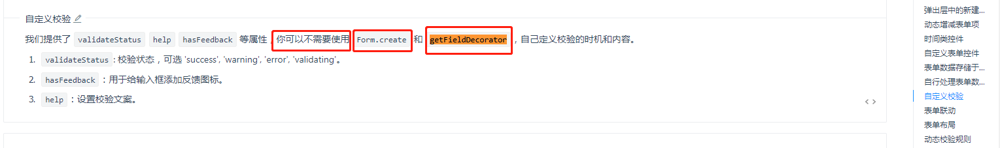 自定义校验
我们提供了 validateStatus help hasFeedback 等属性，你可以不需要使用 Form.create 和 getFieldDecorator ，自己定义校验的时机和内容。
1. validateStatus: 校验状态，可选 'success', 'warning', 'error', 'validating'。
2. hasFeedback ：用于给输入框添加反馈图标。
3. help ：设置校验文案。
弹出层中的新建...
动态增减表单项
时间类控件
自定义表单控件
表单数据存储于...
自行处理表单数...
自定义校验
表单联动
表单布局
动态校验规则